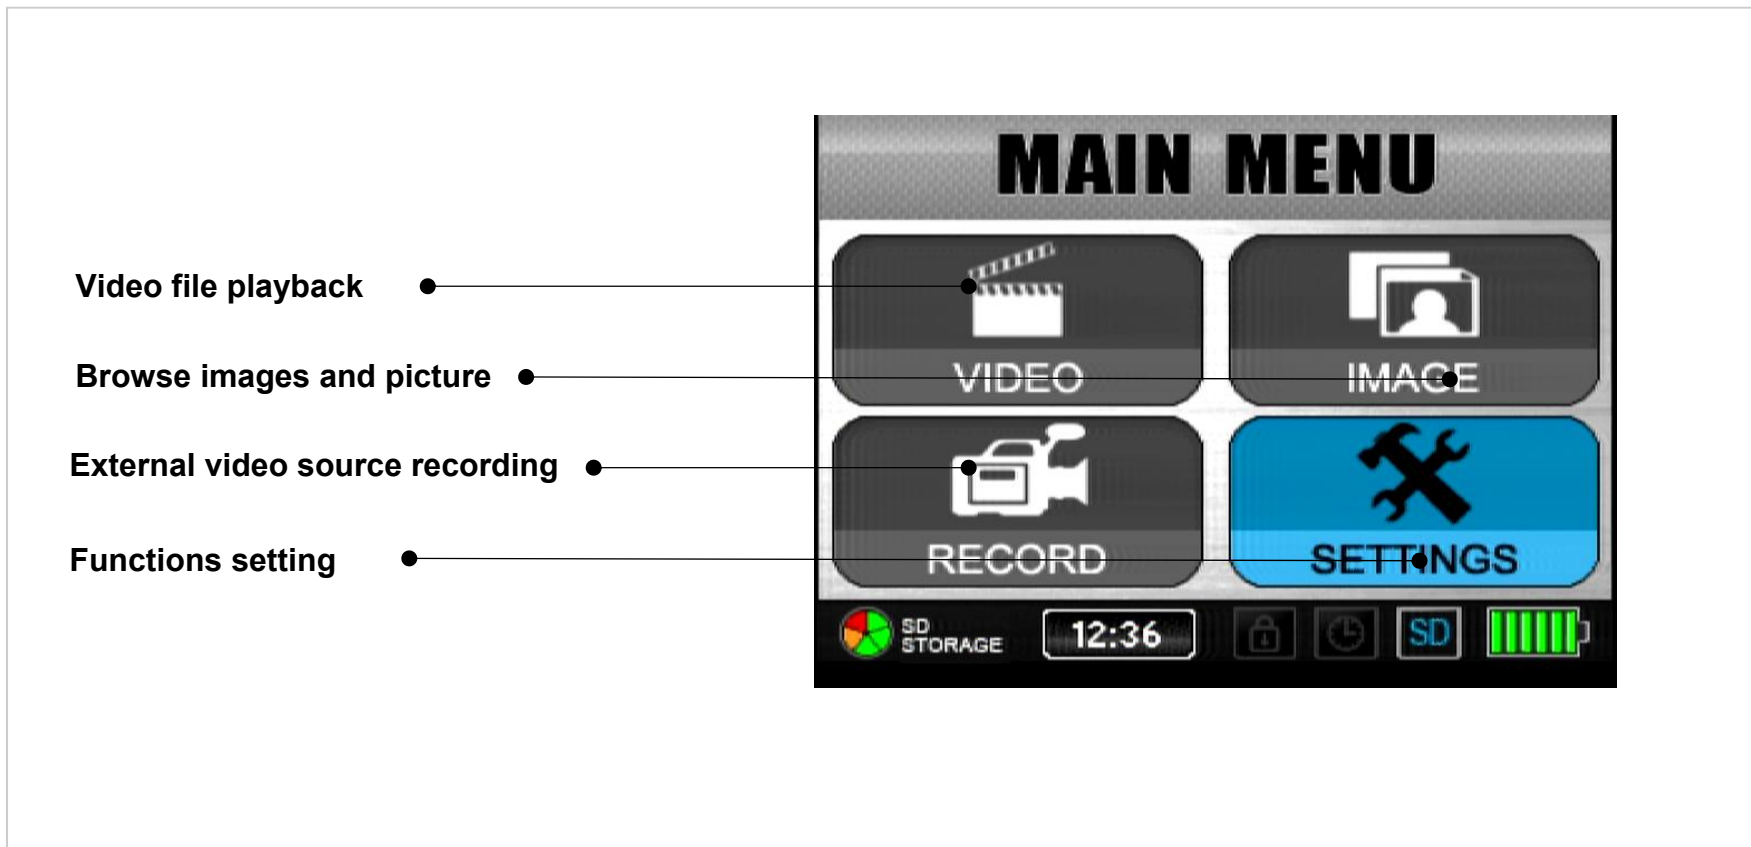 MAIN MENU
Video file playback
VIDEO
IMAGE
Browse images and picture
External video source recording
RECORD
SETTINGS
Functions setting
SD
STORAGE
12:36
SD